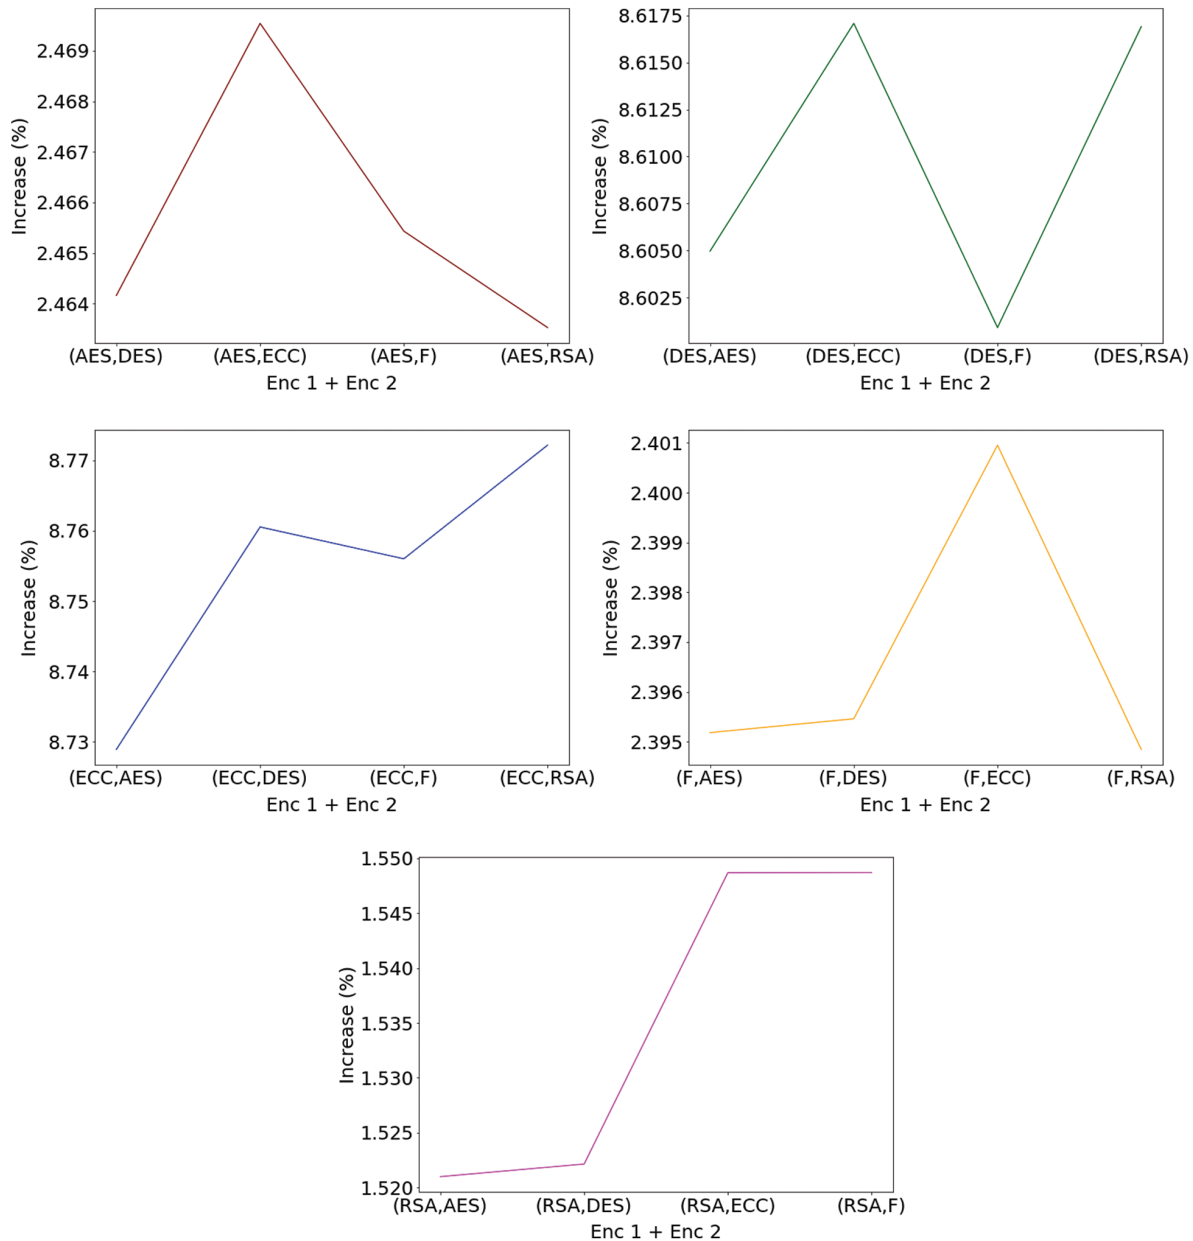 Increase (%)
2.469
2.468
2.467
2.466
2.465
2.464
(AES,DES) (AES,ECC) (AES,F) (AES,RSA)
Enc 1 + Enc 2
Increase (%)
8.6175
8.6150
8.6125
8.6100
8.6075
8.6050
8.6025
(DES,AES) (DES,ECC) (DES,F) (DES,RSA)
Enc 1 + Enc 2
Increase (%)
8.77
8.76
8.75
8.74
8.73
(ECC,AES) (ECC,DES) (ECC,F) (ECC,RSA)
Enc 1 + Enc 2
Increase (%)
2.401
2.400
2.399
2.398
2.397
2.396
2.395
(F,AES) (F,DES) (F,ECC) (F,RSA)
Enc 1 + Enc 2
Increase (%)
1.550
1.545
1.540
1.535
1.530
1.525
1.520
(RSA,AES) (RSA,DES) (RSA,ECC) (RSA,F)
Enc 1 + Enc 2